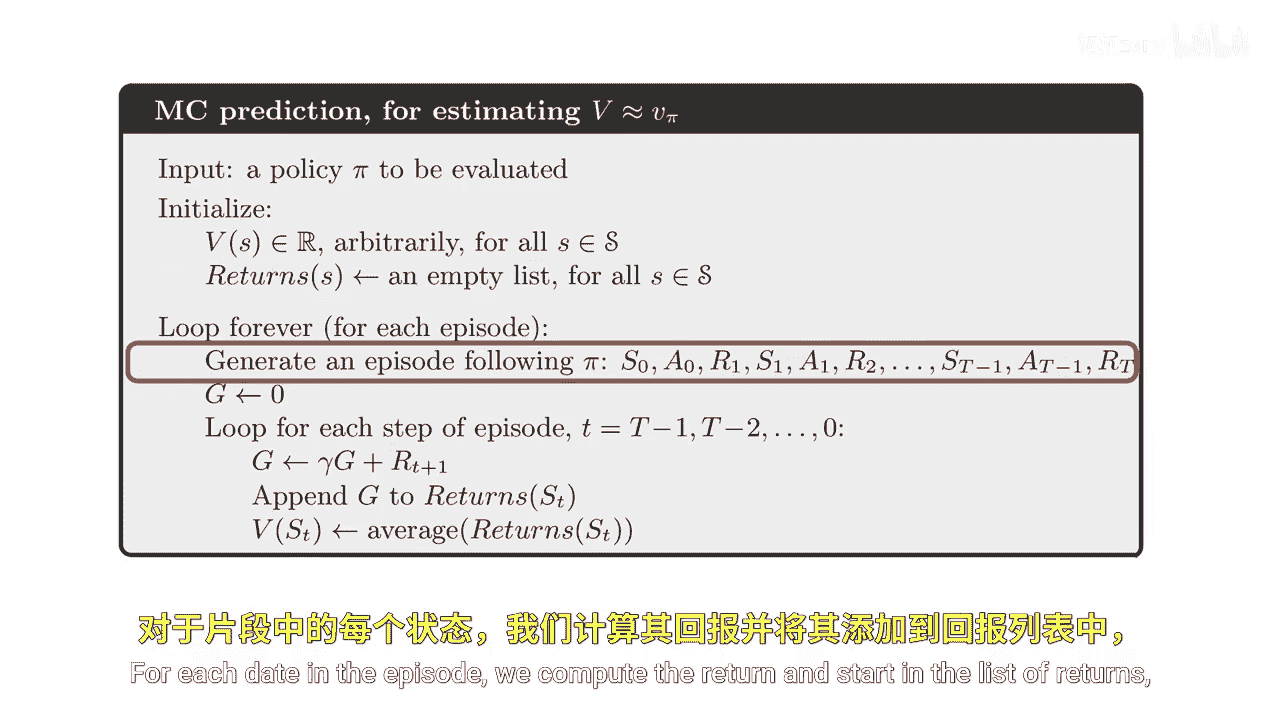 MC prediction, for estimating V ≈ v_π
Input: a policy π to be evaluated
Initialize:
V(s) ∈ ℝ, arbitrarily, for all s ∈ 𝒮
Returns(s) ← an empty list, for all s ∈ 𝒮
Loop forever (for each episode):
Generate an episode following π: S_0, A_0, R_1, S_1, A_1, R_2, . . . , S_{T−1}, A_{T−1}, R_T
G ← 0
Loop for each step of episode, t = T−1, T−2, . . . , 0:
G ← γG + R_{t+1}
Append G to Returns(S_t)
V(S_t) ← average(Returns(S_t))
对于片段中的每个状态，我们计算其回报并将其添加到回报列表中，
For each date in the episode, we compute the return and start in the list of returns,